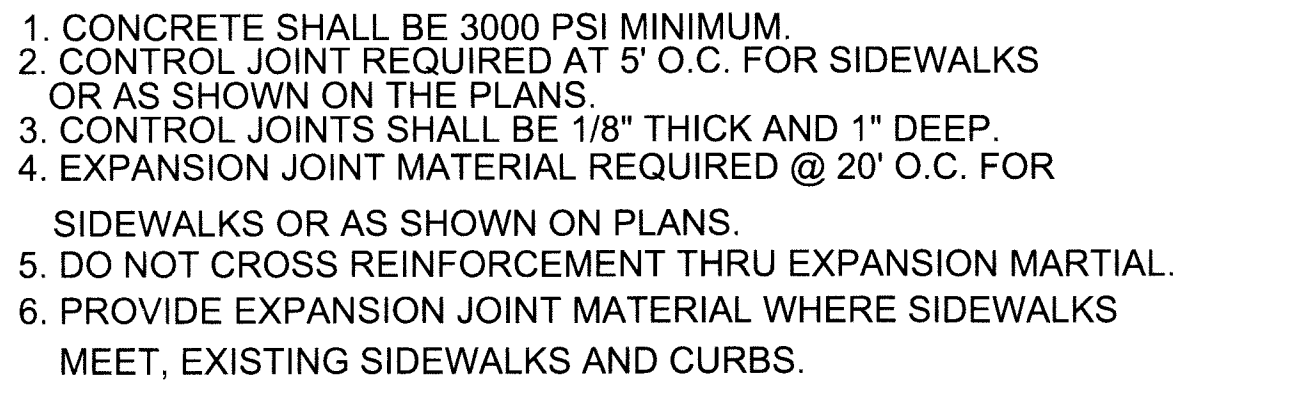 1. CONCRETE SHALL BE 3000 PSI MINIMUM.
2. CONTROL JOINT REQUIRED AT 5' O.C. FOR SIDEWALKS
OR AS SHOWN ON THE PLANS.
3. CONTROL JOINTS SHALL BE 1/8" THICK AND 1" DEEP.
4. EXPANSION JOINT MATERIAL REQUIRED @ 20' O.C. FOR
SIDEWALKS OR AS SHOWN ON PLANS.
5. DO NOT CROSS REINFORCEMENT THRU EXPANSION MARTIAL.
6. PROVIDE EXPANSION JOINT MATERIAL WHERE SIDEWALKS
MEET, EXISTING SIDEWALKS AND CURBS.